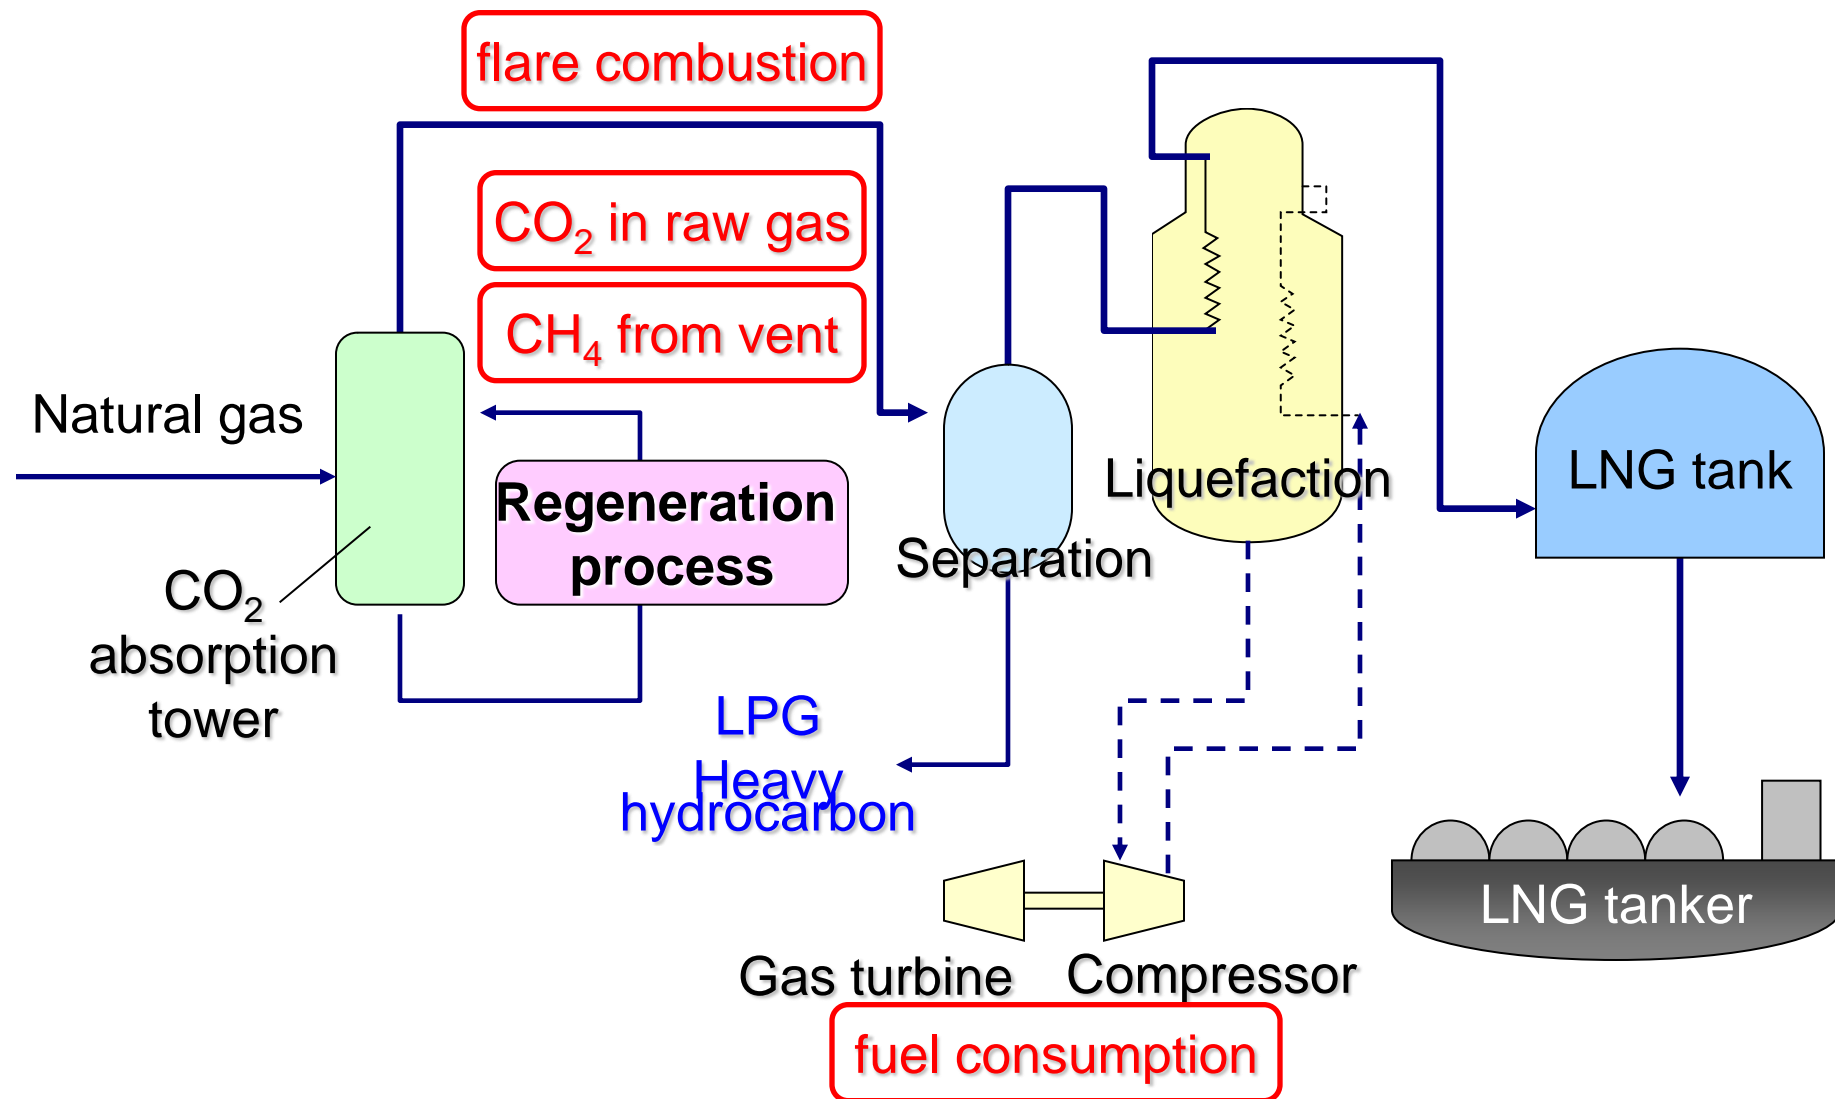 flare combustion
CO₂ in raw gas
CH₄ from vent
Natural gas
Regeneration
process
CO₂
absorption
tower
Separation
Liquefaction
LNG tank
LPG
Heavy
hydrocarbon
LNG tanker
Gas turbine
Compressor
fuel consumption